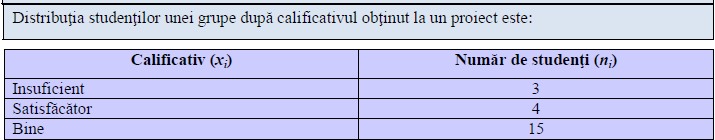 Distribuţia studenţilor unei grupe după calificativul obţinut la un proiect este:
Calificativ (xi) Număr de studenţi (ni)
Insuficient 3
Satisfăcător 4
Bine 15